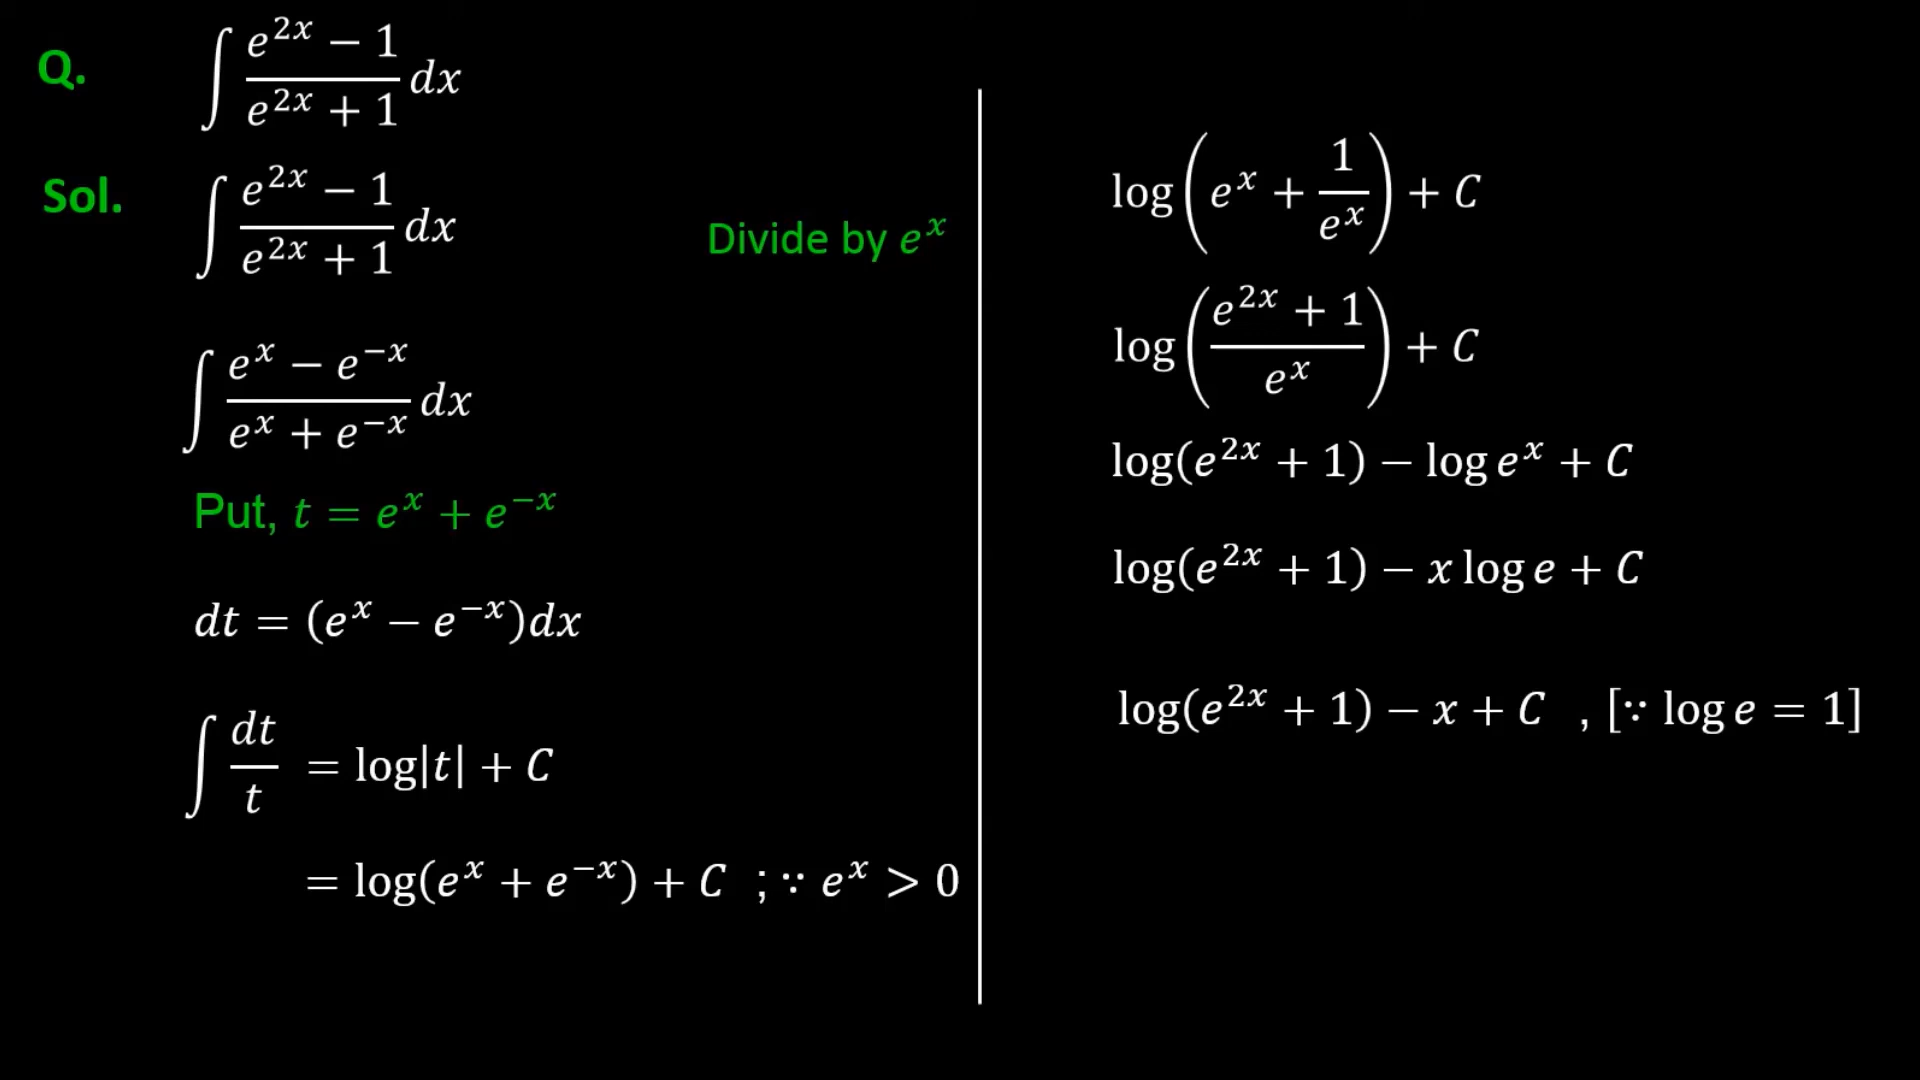 Q. ∫ (e^{2x} − 1)/(e^{2x} + 1) dx
Sol. ∫ (e^{2x} − 1)/(e^{2x} + 1) dx Divide by e^x
∫ (e^x − e^{−x})/(e^x + e^{−x}) dx
Put, t = e^x + e^{−x}
dt = (e^x − e^{−x})dx
∫ dt/t = log|t| + C
= log(e^x + e^{−x}) + C ; ∵ e^x > 0
log(e^x + 1/e^x) + C
log((e^{2x} + 1)/e^x) + C
log(e^{2x} + 1) − log e^x + C
log(e^{2x} + 1) − x log e + C
log(e^{2x} + 1) − x + C , [∵ log e = 1]